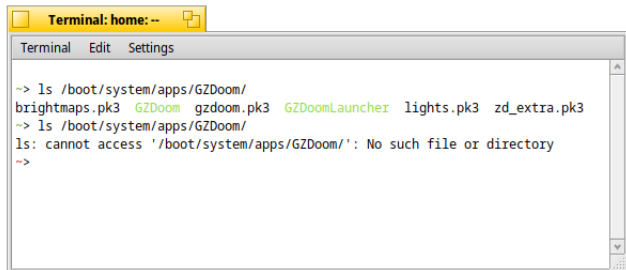 Terminal: home: --
Terminal Edit Settings
~> ls /boot/system/apps/GZDoom/
brightmaps.pk3 GZDoom gzdoom.pk3 GZDoomLauncher lights.pk3 zd_extra.pk3
~> ls /boot/system/apps/GZDoom/
ls: cannot access '/boot/system/apps/GZDoom/': No such file or directory
~>